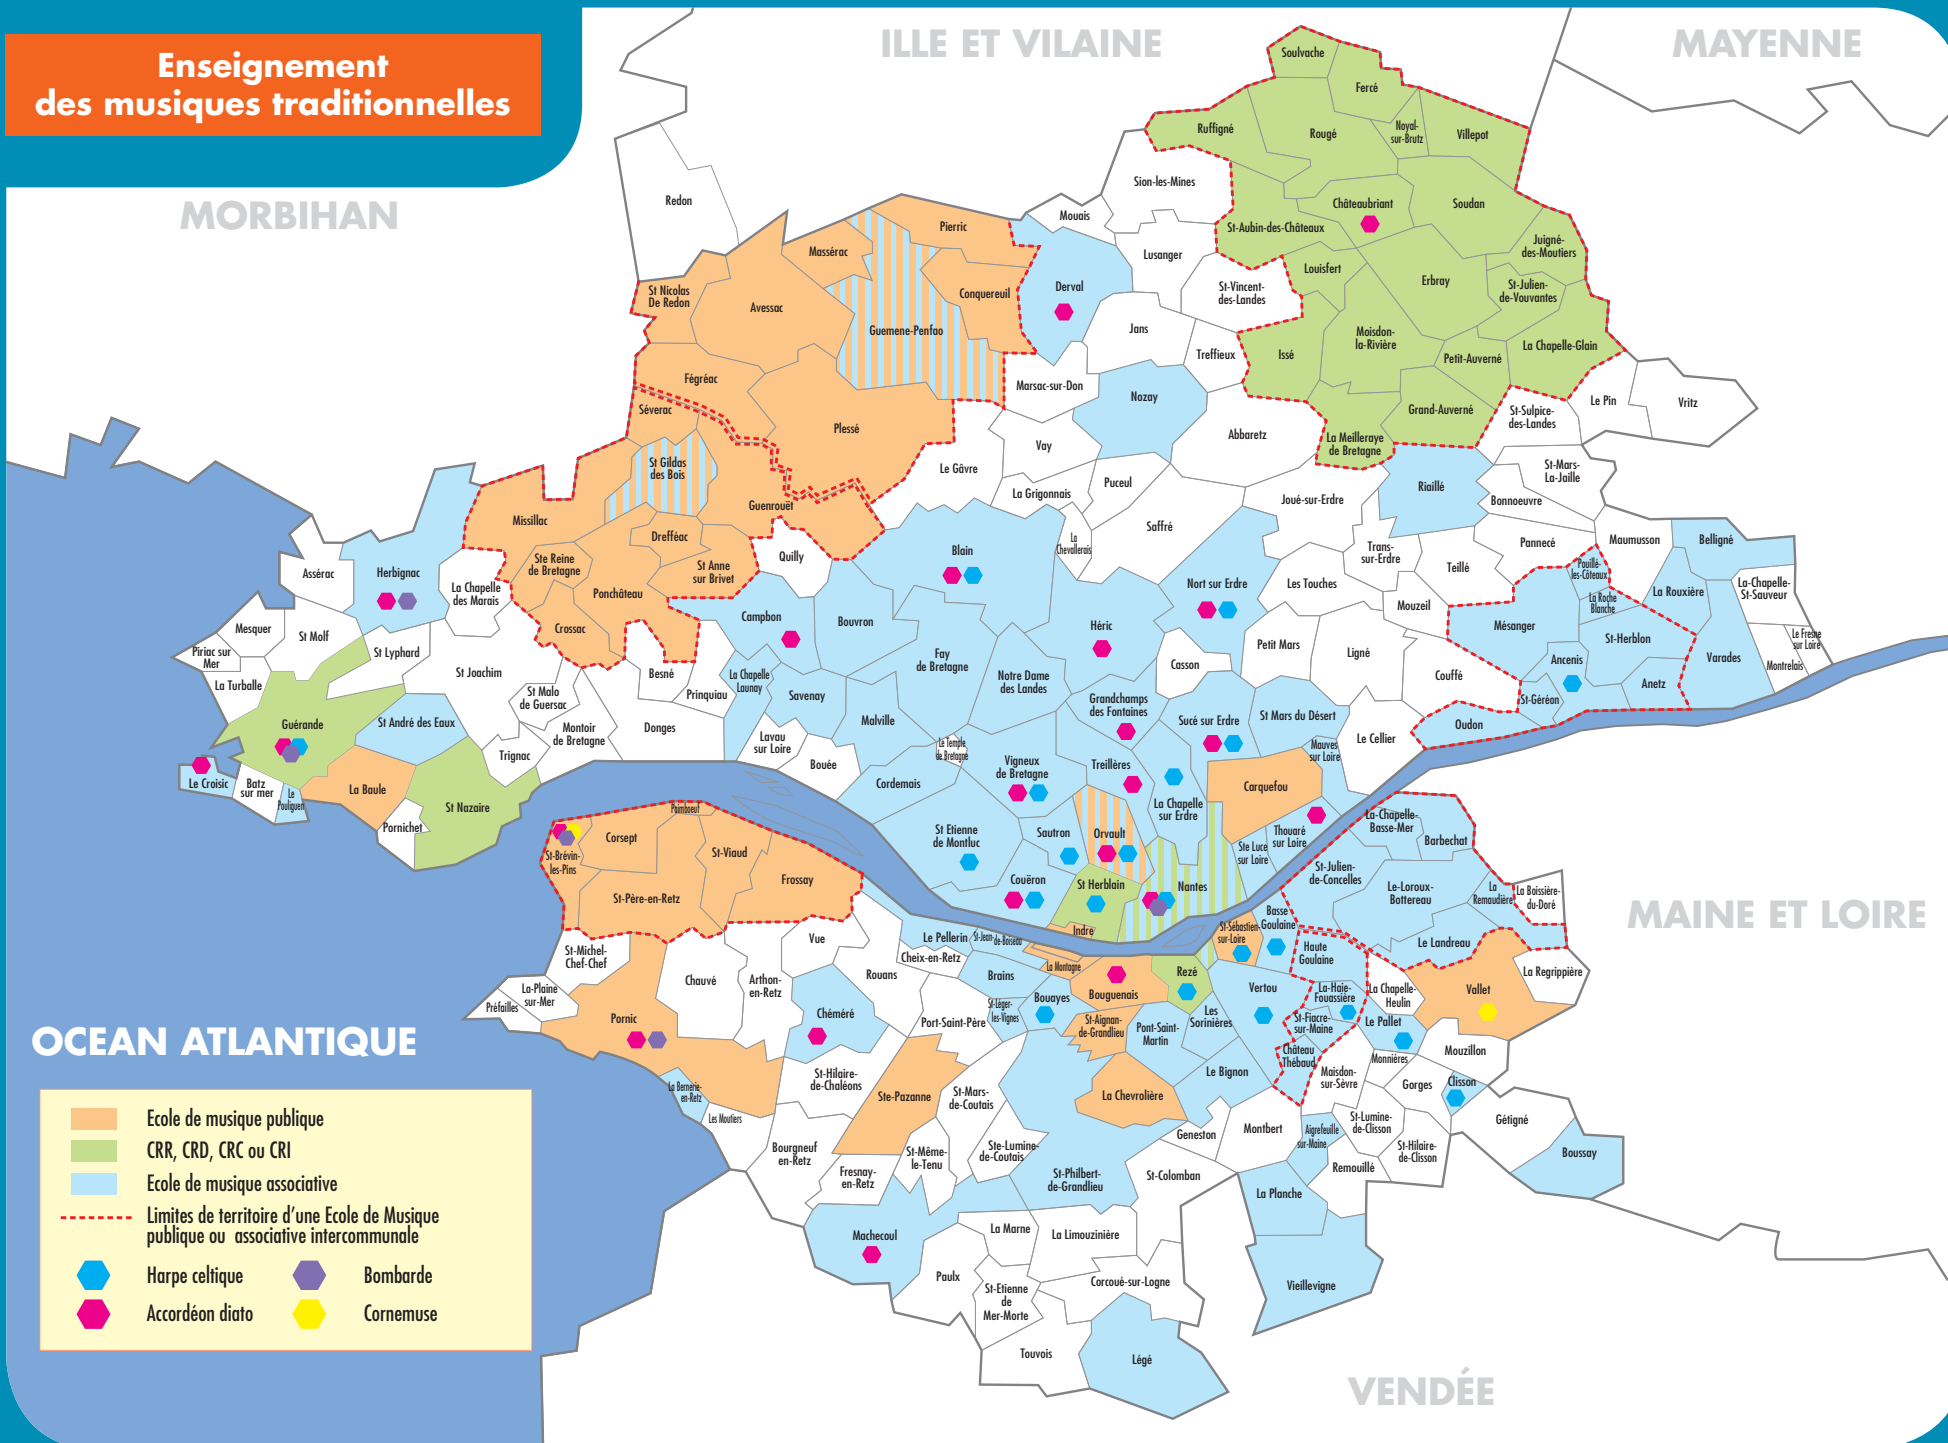 Enseignement
des musiques traditionnelles
ILLE ET VILAINE
MAYENNE
MORBIHAN
MAINE ET LOIRE
VENDÉE
OCEAN ATLANTIQUE
Soulvache
Fercé
Ruffigné
Rougé
Noyal-
sur-Brutz
Villepot
Sion-les-Mines
Redon
Mouais
Châteaubriant
Soudan
St-Aubin-des-Châteaux
Pierric
Massérac
Lusanger
Juigné-
des-Moutiers
Louisfert
Erbray
St-Julien-
de-Vouvantes
St Nicolas
De Redon
Avessac
Conquereuil
Derval
St-Vincent-
des-Landes
Guemene-Penfao
Jans
Treffieux
Issé
Moisdon-
la-Rivière
Petit-Auverné
La Chapelle-Glain
Fégréac
Marsac-sur-Don
Nozay
Grand-Auverné
St-Sulpice-
des-Landes
Le Pin
Vritz
Séverac
Plessé
Vay
Abbaretz
La Meilleraye
de Bretagne
St Gildas
des Bois
Le Gâvre
La Grigonnais
Puceul
Joué-sur-Erdre
Riaillé
St-Mars-
La-Jaille
Bonnoeuvre
Missillac
Guenrouët
Drefféac
Saffré
La
Chevallerais
Trans-
sur-Erdre
Teillé
Pannecé
Maumusson
Belligné
Ste Reine
de Bretagne
St Anne
sur Brivet
Quilly
Blain
Assérac
Herbignac
La Chapelle
des Marais
Ponchâteau
Crossac
Campbon
Bouvron
Nort sur Erdre
Les Touches
Mouzeil
Pouillé-
les-Côteaux
La Roche
Blanche
La Rouxière
La-Chapelle-
St-Sauveur
Mesquer
St Molf
Piriac sur
Mer
La Turballe
St Lyphard
St Joachim
Besné
Prinquiau
La Chapelle
Launay
Savenay
Fay
de Bretagne
Notre Dame
des Landes
Héric
Casson
Petit Mars
Ligné
Couffé
Mésanger
St-Herblon
Ancenis
Anetz
Varades
Le Fresne
sur Loire
Montrelais
St-Géréon
Oudon
Guérande
St André des Eaux
St Malo
de Guersac
Montoir
de Bretagne
Donges
Trignac
Lavau
sur Loire
Bouée
Malville
Le Temple
de Bretagne
Cordemais
Grandchamps
des Fontaines
Sucé sur Erdre
St Mars du Désert
Mauves
sur Loire
Le Cellier
Le Croisic
Batz
sur mer
Le
Pouliguen
La Baule
Pornichet
St Nazaire
Vigneux
de Bretagne
Treillères
La Chapelle
sur Erdre
Carquefou
Thouaré
sur Loire
Ste Luce
sur Loire
Paimboeuf
Corsept
St-Brévin-
les-Pins
St-Viaud
Frossay
St-Père-en-Retz
St Etienne
de Montluc
Sautron
Orvault
Couëron
St Herblain
Nantes
Indre
La-Chapelle-
Basse-Mer
Barbechat
St-Julien-
de-Concelles
Le-Loroux-
Bottereau
La
Remaudière
La Boissière-
du-Doré
Le Landreau
La Regrippière
Basse
Goulaine
Haute
Goulaine
St-Sébastien-
sur-Loire
St-Michel-
Chef-Chef
La-Plaine
sur-Mer
Préfailles
Pornic
Chauvé
Arthon-
en-Retz
Vue
Rouans
Chéméré
Le Pellerin
St-Jean-
de-Boiseau
Cheix-en-Retz
Brains
La Montagne
Bouguenais
Rezé
Vertou
St-Léger-
les-Vignes
Bouayes
Port-Saint-Père
St-Aignan-
de-Grandlieu
Pont-Saint-
Martin
Les
Sorinières
La-Haie-
Fouassière
St-Fiacre-
sur-Maine
La Chapelle-
Heulin
Le Pallet
Vallet
Mouzillon
Monnières
Château
Thébaud
Maisdon-
sur-Sèvre
Gorges
Clisson
Gétigné
Boussay
La Bernerie-
en-Retz
Les Moutiers
St-Hilaire-
de-Chaléons
Ste-Pazanne
St-Mars-
de-Coutais
La Chevrolière
Le Bignon
Geneston
Montbert
Aigrefeuille
sur-Maine
St-Lumine-
de-Clisson
St-Hilaire-
de-Clisson
Remouillé
Bourgneuf
en-Retz
Fresnay-
en-Retz
St-Même-
le-Tenu
Ste-Lumine-
de-Coutais
St-Philbert-
de-Grandlieu
St-Colomban
La Planche
Vieillevigne
Machecoul
La Marne
La Limouzinière
Paulx
St-Etienne
de
Mer-Morte
Corcoué-sur-Logne
Touvois
Légé
Ecole de musique publique
CRR, CRD, CRC ou CRI
Ecole de musique associative
Limites de territoire d’une Ecole de Musique
publique ou associative intercommunale
Harpe celtique
Bombarde
Accordéon diato
Cornemuse